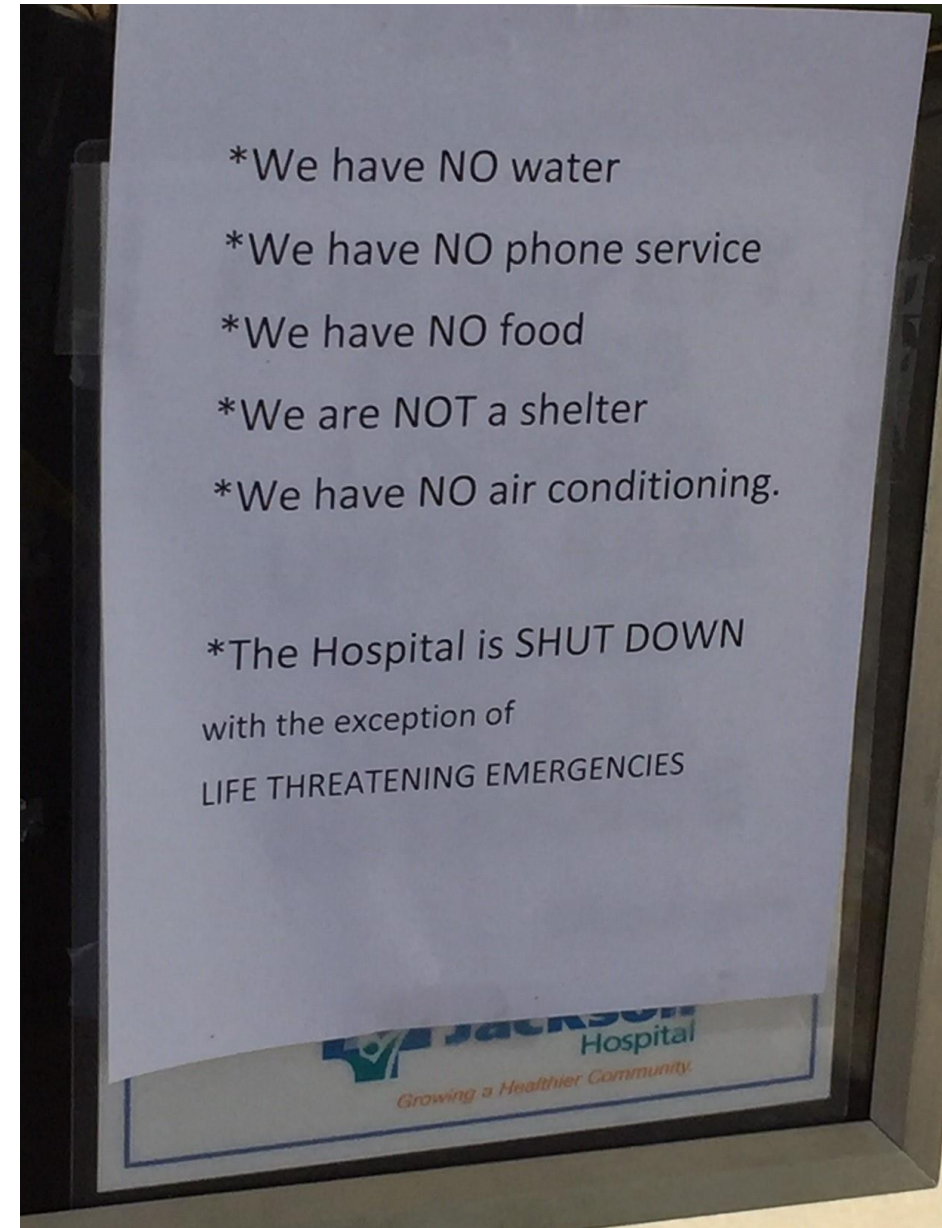 *We have NO water
*We have NO phone service
*We have NO food
*We are NOT a shelter
*We have NO air conditioning.
*The Hospital is SHUT DOWN
with the exception of
LIFE THREATENING EMERGENCIES
Jackson
Hospital
Growing a Healthier Community.